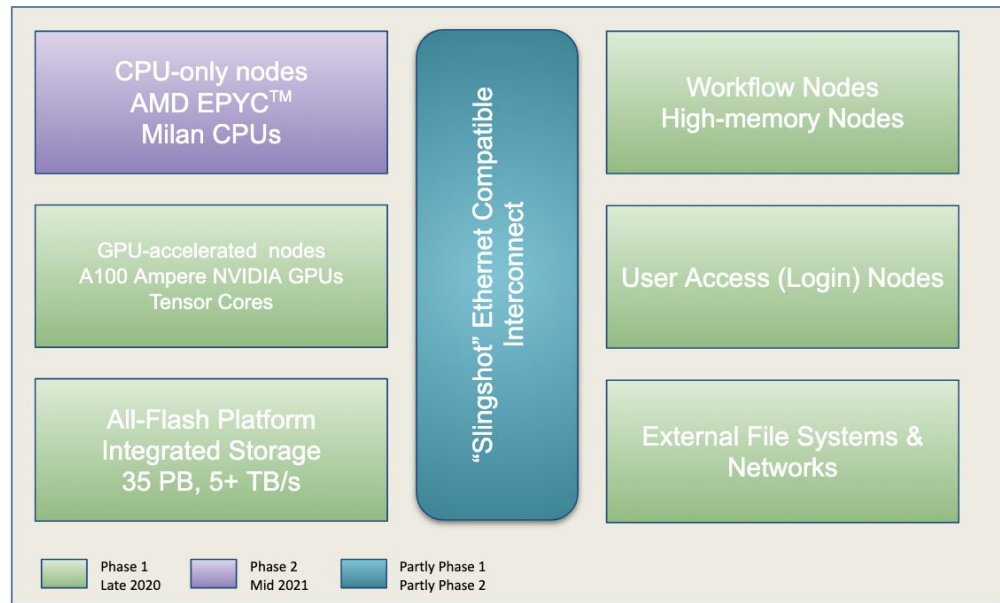 CPU-only nodes
AMD EPYC™
Milan CPUs
GPU-accelerated nodes
A100 Ampere NVIDIA GPUs
Tensor Cores
All-Flash Platform
Integrated Storage
35 PB, 5+ TB/s
“Slingshot” Ethernet Compatible
Interconnect
Workflow Nodes
High-memory Nodes
User Access (Login) Nodes
External File Systems &
Networks
Phase 1
Late 2020
Phase 2
Mid 2021
Partly Phase 1
Partly Phase 2